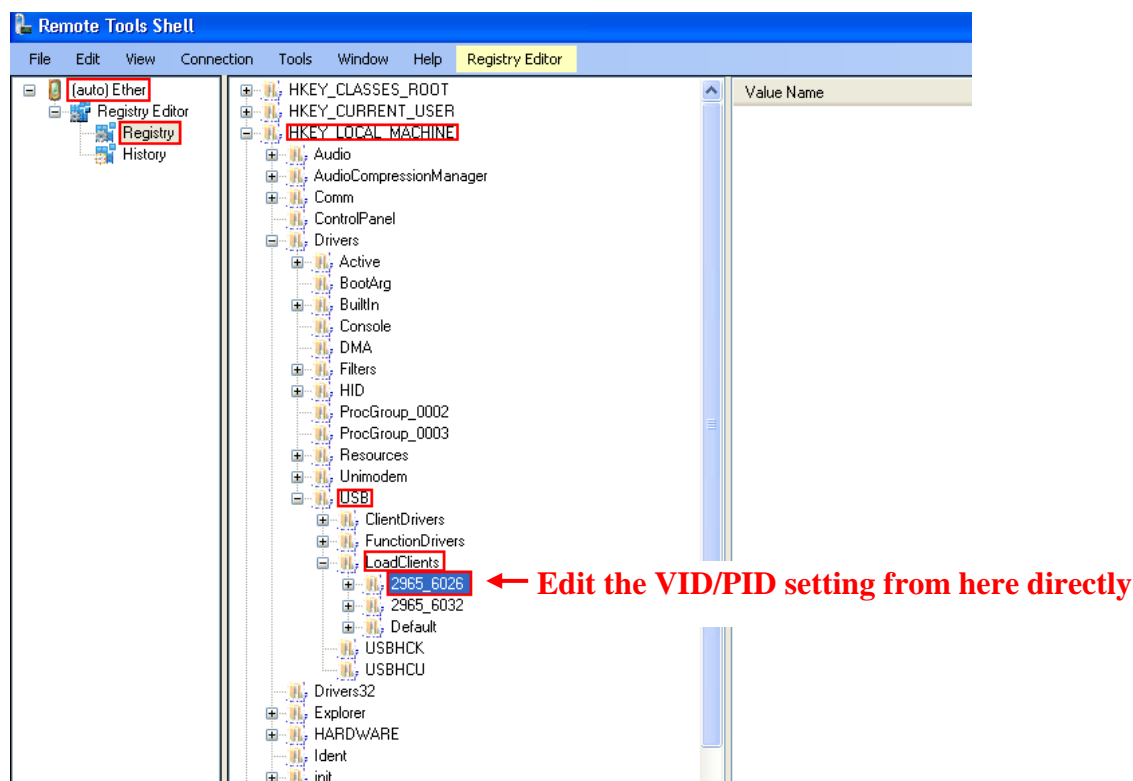 Remote Tools Shell
File Edit View Connection Tools Window Help Registry Editor
(auto) Ether
Registry Editor
Registry
History
HKEY_CLASSES_ROOT
HKEY_CURRENT_USER
HKEY_LOCAL_MACHINE
Audio
AudioCompressionManager
Comm
ControlPanel
Drivers
Active
BootArg
BuiltIn
Console
DMA
Filters
HID
ProcGroup_0002
ProcGroup_0003
Resources
Unimodem
USB
ClientDrivers
FunctionDrivers
LoadClients
2965_6026
2965_6032
Default
USBHCK
USBHCU
Drivers32
Explorer
HARDWARE
Ident
init
Value Name
Edit the VID/PID setting from here directly